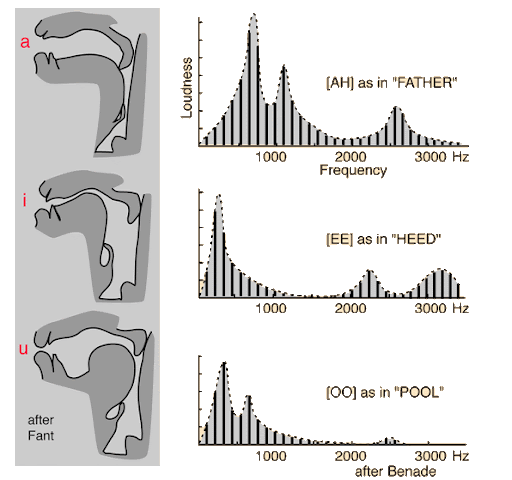 a
i
u
after
Fant
Loudness
[AH] as in "FATHER"
1000 2000 3000 Hz
Frequency
[EE] as in "HEED"
1000 2000 3000 Hz
[OO] as in "POOL"
1000 2000 3000 Hz
after Benade